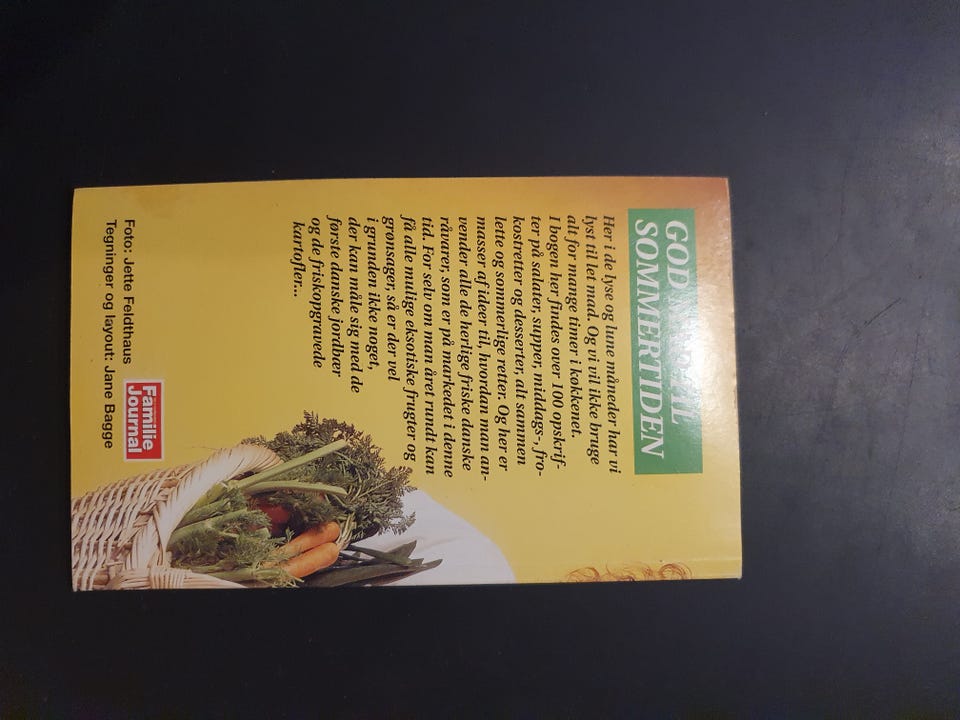 GOD
SOMMERTIDEN
Her i de lyse og lune måneder har vi
lyst til let mad. Og vi vil ikke bruge
alt for mange timer i køkkenet.
I bogen her findes over 100 opskrif-
ter på salater, supper, middags-, fro-
kostretter og desserter, alt sammen
lette og sommerlige retter. Og her er
masser af ideer til, hvordan man an-
vender alle de herlige friske danske
råvarer, som er på markedet i denne
tid. For selv om man året rundt kan
få alle mulige eksotiske frugter og
grønsager, så er der vel
i grunden ikke noget,
der kan måle sig med de
første danske jordbær
og de friskopgravede
kartofler...
Foto: Jette Feldthaus
Tegninger og layout: Jane Bagge
Familie
Journal